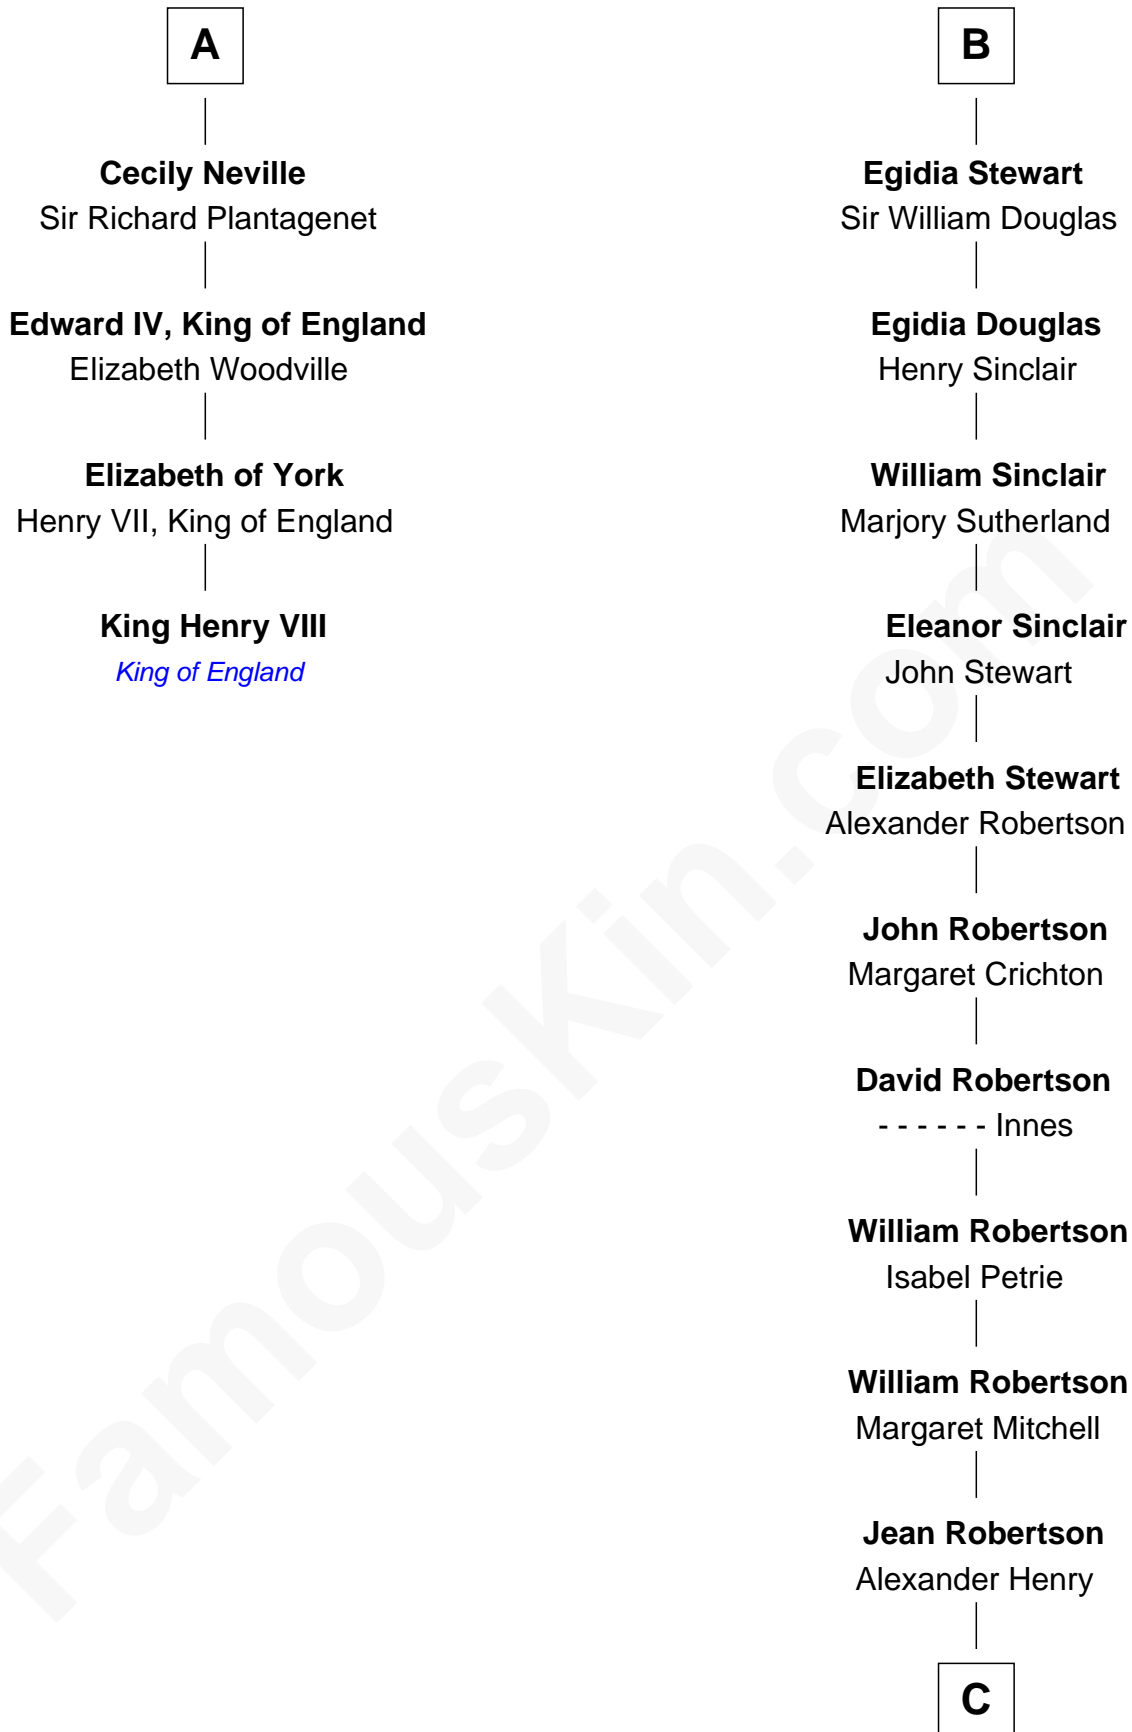 A
Cecily Neville
Sir Richard Plantagenet
Edward IV, King of England
Elizabeth Woodville
Elizabeth of York
Henry VII, King of England
King Henry VIII
King of England
B
Egidia Stewart
Sir William Douglas
Egidia Douglas
Henry Sinclair
William Sinclair
Marjory Sutherland
Eleanor Sinclair
John Stewart
Elizabeth Stewart
Alexander Robertson
John Robertson
Margaret Crichton
David Robertson
- - - - - - Innes
William Robertson
Isabel Petrie
William Robertson
Margaret Mitchell
Jean Robertson
Alexander Henry
C
FamousKin.com